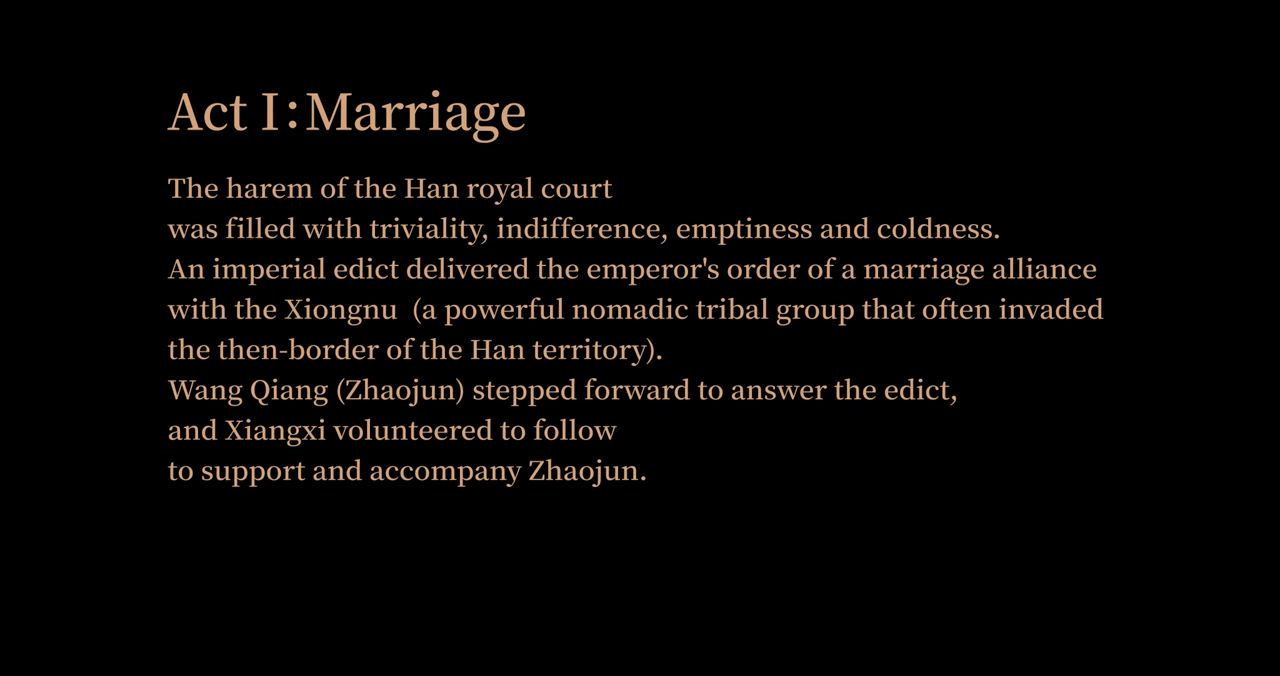 Act I：Marriage
The harem of the Han royal court
was filled with triviality, indifference, emptiness and coldness.
An imperial edict delivered the emperor's order of a marriage alliance
with the Xiongnu  (a powerful nomadic tribal group that often invaded
the then-border of the Han territory).
Wang Qiang (Zhaojun) stepped forward to answer the edict,
and Xiangxi volunteered to follow
to support and accompany Zhaojun.